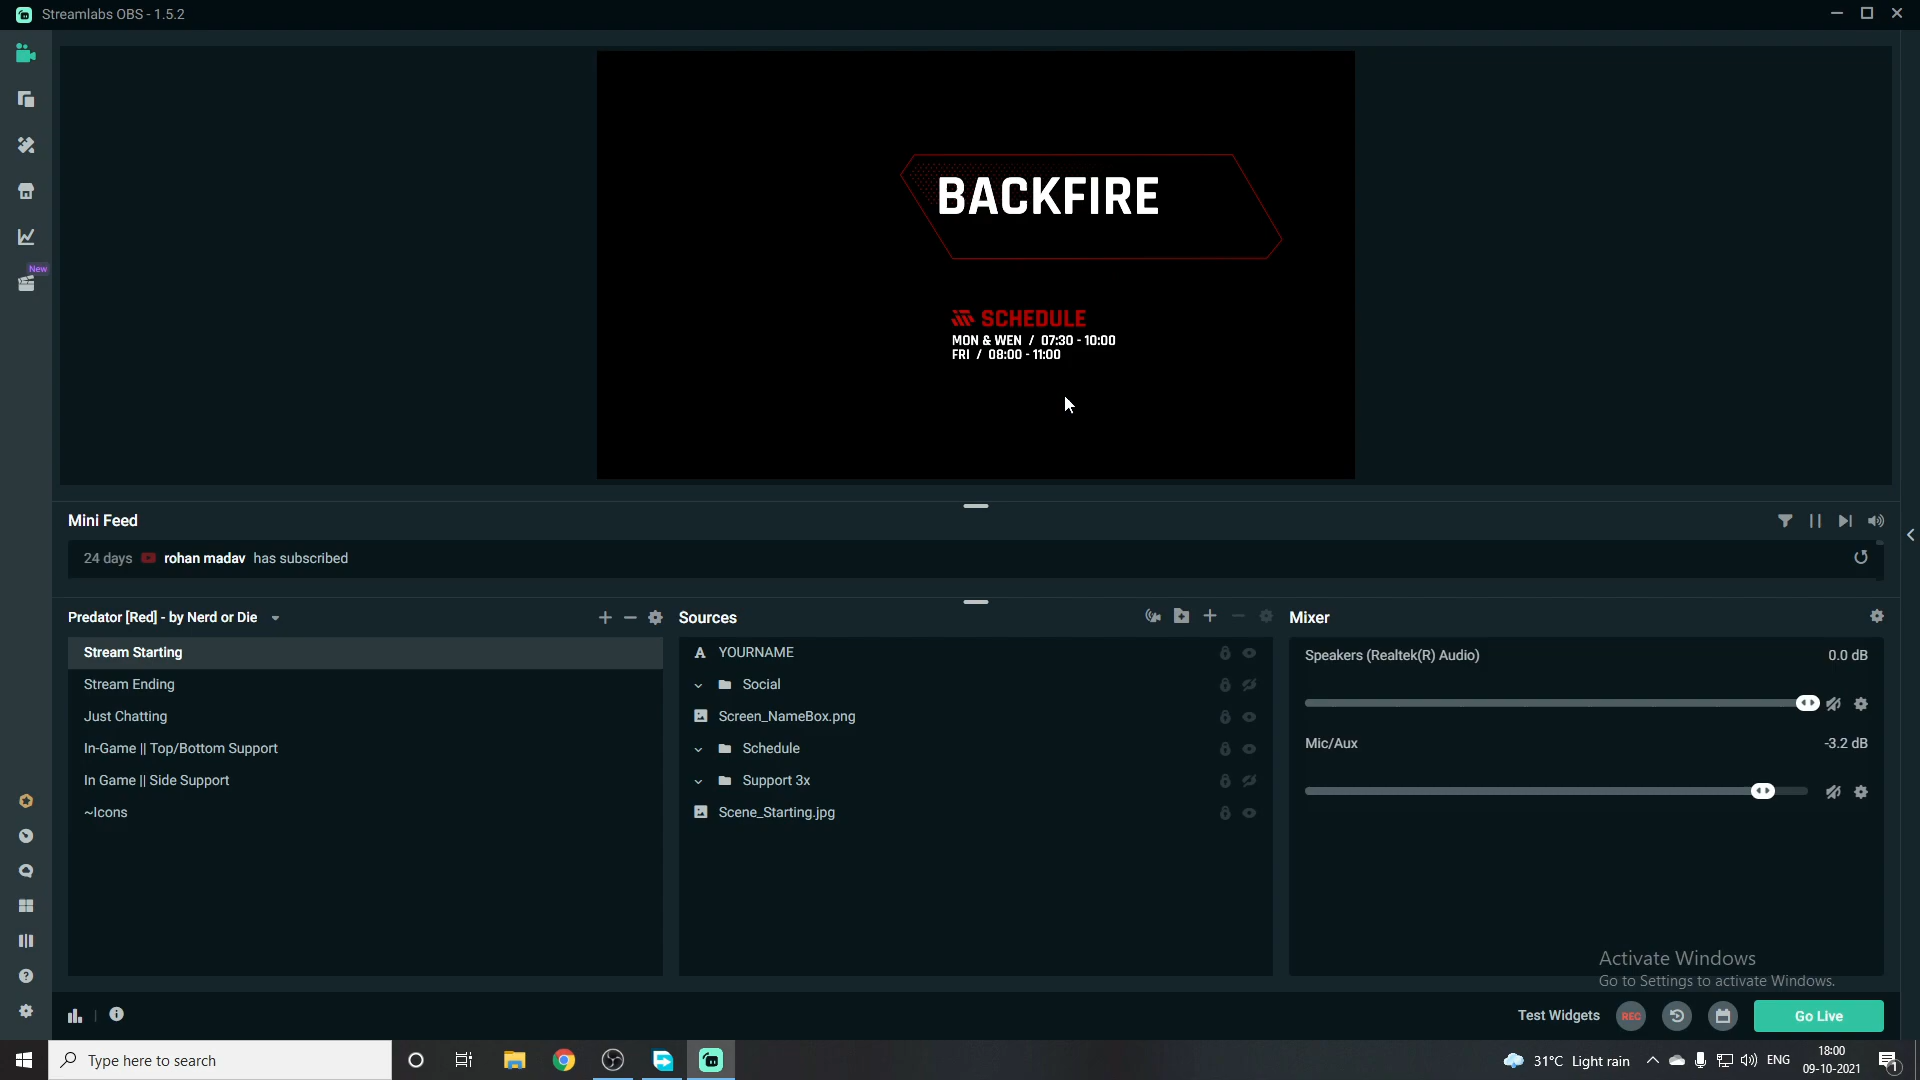 Streamlabs OBS - 1.5.2
New
BACKFIRE
SCHEDULE
MON & WEN / 07:30 - 10:00
FRI / 08:00 - 11:00
Mini Feed
24 days rohan madav has subscribed
Predator [Red] - by Nerd or Die
Stream Starting
Stream Ending
Just Chatting
In-Game || Top/Bottom Support
In Game || Side Support
~Icons
Sources
YOURNAME
Social
Screen_NameBox.png
Schedule
Support 3x
Scene_Starting.jpg
Mixer
Speakers (Realtek(R) Audio) 0.0 dB
Mic/Aux -3.2 dB
Activate Windows
Go to Settings to activate Windows.
Test Widgets REC Go Live
Type here to search
31°C Light rain ENG
18:00
09-10-2021
1